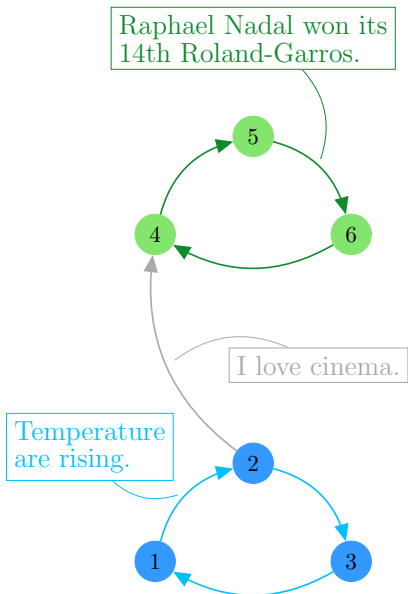 Raphael Nadal won its
14th Roland-Garros.
5
4
6
I love cinema.
Temperature
are rising.
2
1
3